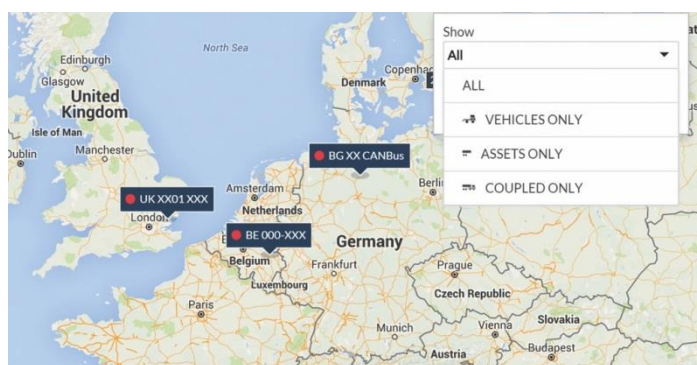 Show
All
ALL
VEHICLES ONLY
ASSETS ONLY
COUPLED ONLY
North Sea
Edinburgh
Glasgow
United
Kingdom
Isle of Man
Manchester
Dublin
Denmark
BG XX CANBus
UK XX01 XXX
London
Amsterdam
Netherlands
BE 000-XXX
Belgium
Germany
Frankfurt
Luxembourg
Paris
Prague
Czech Republic
Munich
Vienna
Slovakia
Austria
Budapest